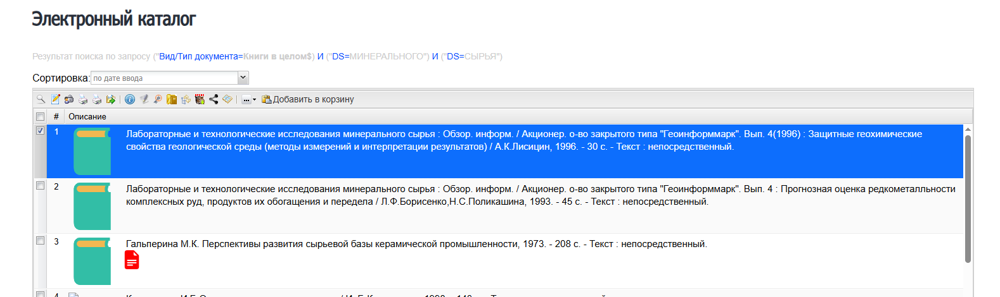 Электронный каталог
Результат поиска по запросу ("Вид/Тип документа=Книги в целом$) И ("DS=МИНЕРАЛЬНОГО") И ("DS=СЫРЬЯ")
Сортировка: по дате ввода
... Добавить в корзину
# Описание
1 Лабораторные и технологические исследования минерального сырья : Обзор. информ. / Акционер. о-во закрытого типа "Геоинформмарк". Вып. 4(1996) : Защитные геохимические
свойства геологической среды (методы измерений и интерпретации результатов) / А.К.Лисицин, 1996. - 30 с. - Текст : непосредственный.
2 Лабораторные и технологические исследования минерального сырья : Обзор. информ. / Акционер. о-во закрытого типа "Геоинформмарк". Вып. 4 : Прогнозная оценка редкометалльности
комплексных руд, продуктов их обогащения и передела / Л.Ф.Борисенко,Н.С.Поликашина, 1993. - 45 с. - Текст : непосредственный.
3 Гальперина М.К. Перспективы развития сырьевой базы керамической промышленности, 1973. - 208 с. - Текст : непосредственный.
4